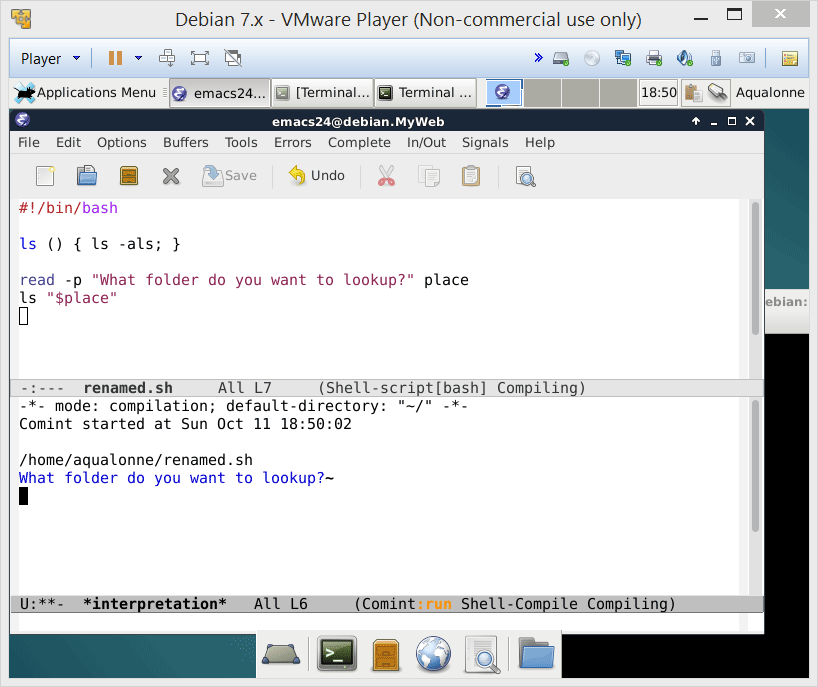 Debian 7.x - VMware Player (Non-commercial use only)
Player
Applications Menu emacs24... [Terminal... Terminal ... 18:50 Aqualonne
emacs24@debian.MyWeb
File Edit Options Buffers Tools Errors Complete In/Out Signals Help
Save Undo
#!/bin/bash
ls () { ls -als; }
read -p "What folder do you want to lookup?" place
ls "$place"
ebian:
-:--- renamed.sh All L7 (Shell-script[bash] Compiling)
-*- mode: compilation; default-directory: "~/" -*-
Comint started at Sun Oct 11 18:50:02
/home/aqualonne/renamed.sh
What folder do you want to lookup?~
U:**- *interpretation* All L6 (Comint:run Shell-Compile Compiling)